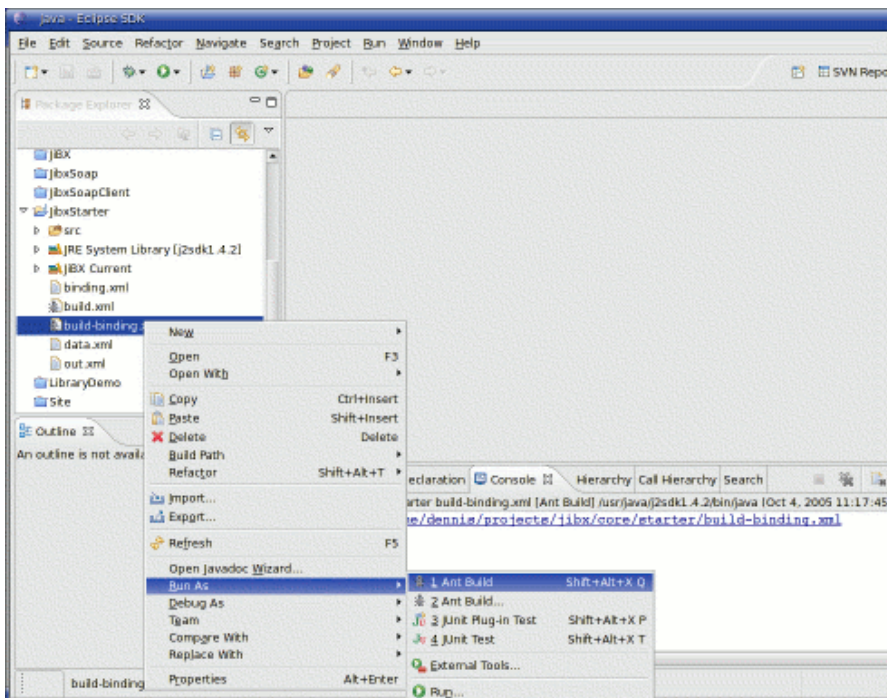 Java - Eclipse SDK
File Edit Source Refactor Navigate Search Project Run Window Help
SVN Repo
Package Explorer
JiBX
JibxSoap
JibxSoapClient
JibxStarter
src
JRE System Library [j2sdk1.4.2]
JiBX Current
binding.xml
build.xml
build-binding.
data.xml
out.xml
LibraryDemo
Site
Outline
An outline is not availa
New
Open F3
Open With
Copy Ctrl+Insert
Paste Shift+Insert
Delete Delete
Build Path
Refactor Shift+Alt+T
Import...
Export...
Refresh F5
Open Javadoc Wizard...
Run As
Debug As
Team
Compare With
Replace With
Properties Alt+Enter
eclaration Console Hierarchy Call Hierarchy Search
arter build-binding.xml [Ant Build] /usr/java/j2sdk1.4.2/bin/java (Oct 4, 2005 11:17:45
e/dennis/projects/jibx/core/starter/build-binding.xml
1 Ant Build Shift+Alt+X Q
2 Ant Build...
3 JUnit Plug-in Test Shift+Alt+X P
4 JUnit Test Shift+Alt+X T
External Tools...
Run...
build-binding